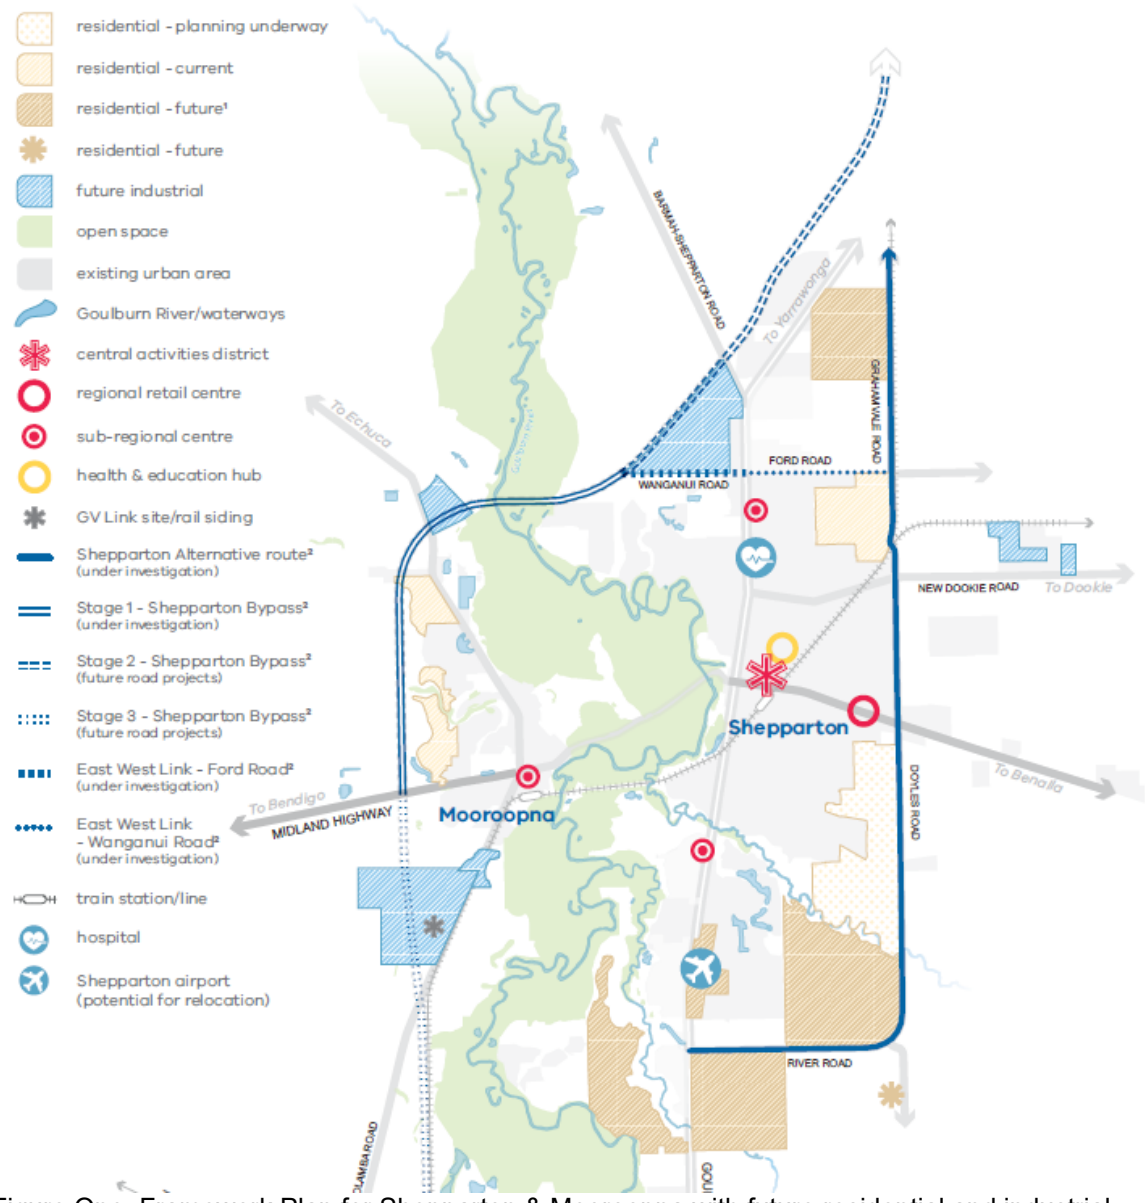 residential - planning underway
residential - current
residential - future¹
residential - future
future industrial
open space
existing urban area
Goulburn River/waterways
central activities district
regional retail centre
sub-regional centre
health & education hub
GV Link site/rail siding
Shepparton Alternative route²
(under investigation)
Stage 1 - Shepparton Bypass²
(under investigation)
Stage 2 - Shepparton Bypass²
(future road projects)
Stage 3 - Shepparton Bypass²
(future road projects)
East West Link - Ford Road²
(under investigation)
East West Link
- Wanganui Road²
(under investigation)
train station/line
hospital
Shepparton airport
(potential for relocation)
BARMAH-SHEPPARTON ROAD
To Yarrawonga
GRAHAMVALE ROAD
To Echuca
Goulburn River
FORD ROAD
WANGANUI ROAD
NEW DOOKIE ROAD
To Dookie
Shepparton
To Benalla
DOYLES ROAD
To Bendigo
MIDLAND HIGHWAY
Mooroopna
RIVER ROAD
OLAMBA ROAD
GOU